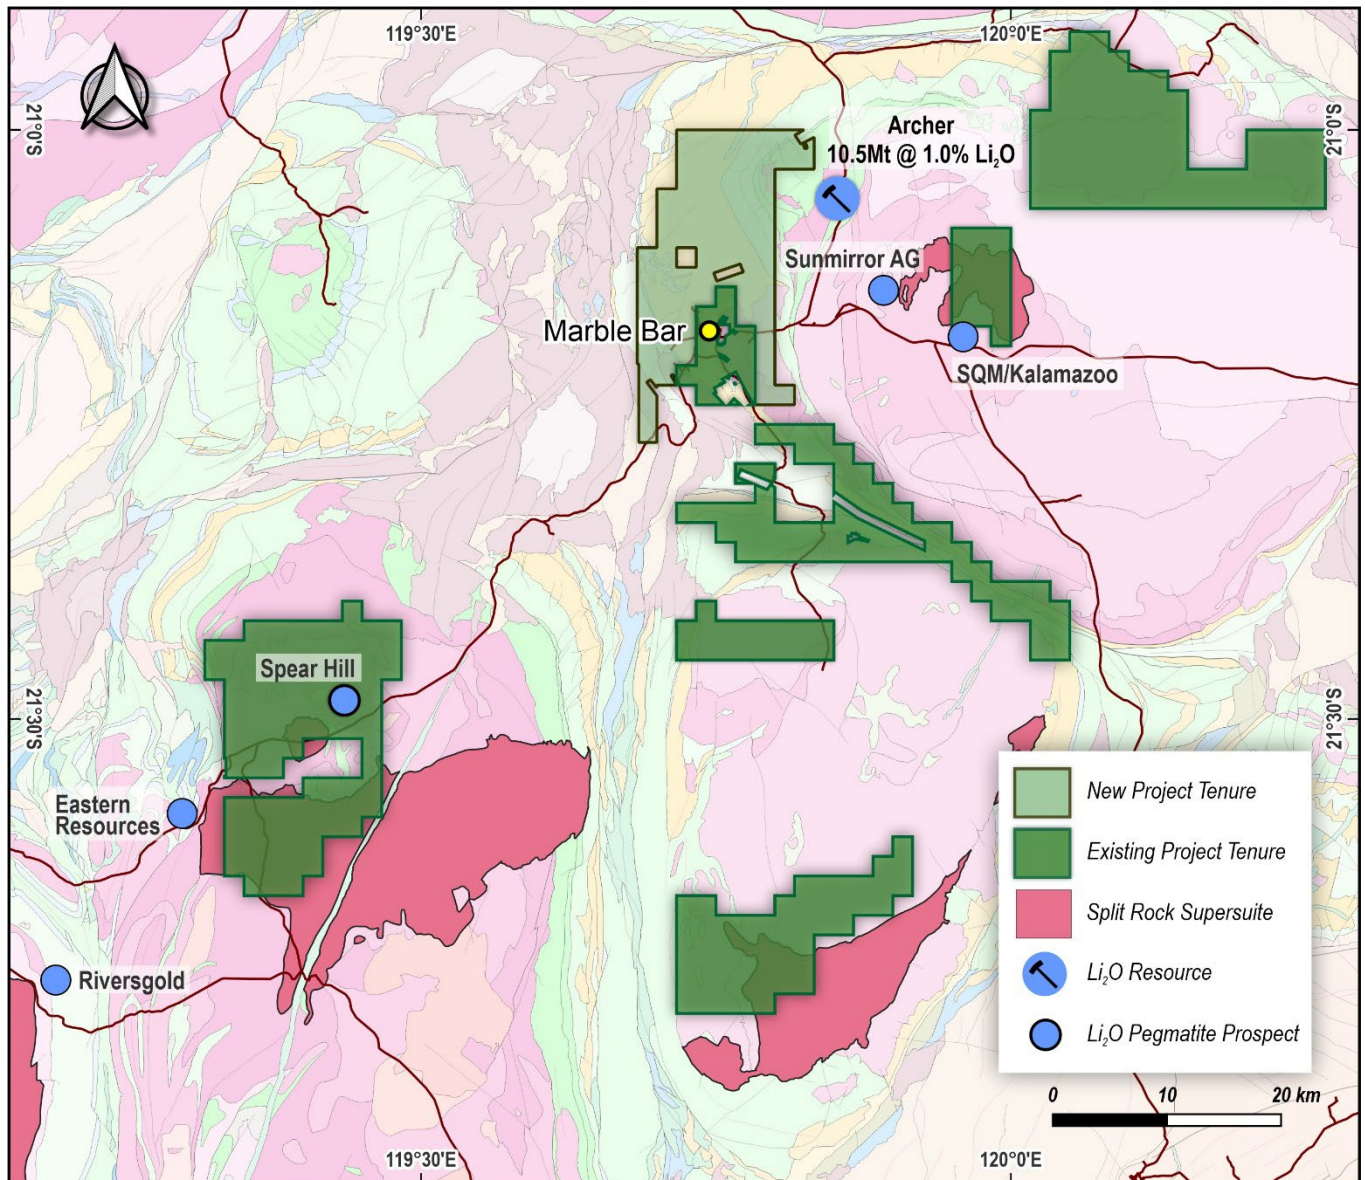 119°30'E
120°0'E
21°0'S
21°0'S
Archer
10.5Mt @ 1.0% Li₂O
Sunmirror AG
Marble Bar
SQM/Kalamazoo
Spear Hill
21°30'S
21°30'S
Eastern
Resources
Riversgold
New Project Tenure
Existing Project Tenure
Split Rock Supersuite
Li₂O Resource
Li₂O Pegmatite Prospect
0 10 20 km
119°30'E
120°0'E